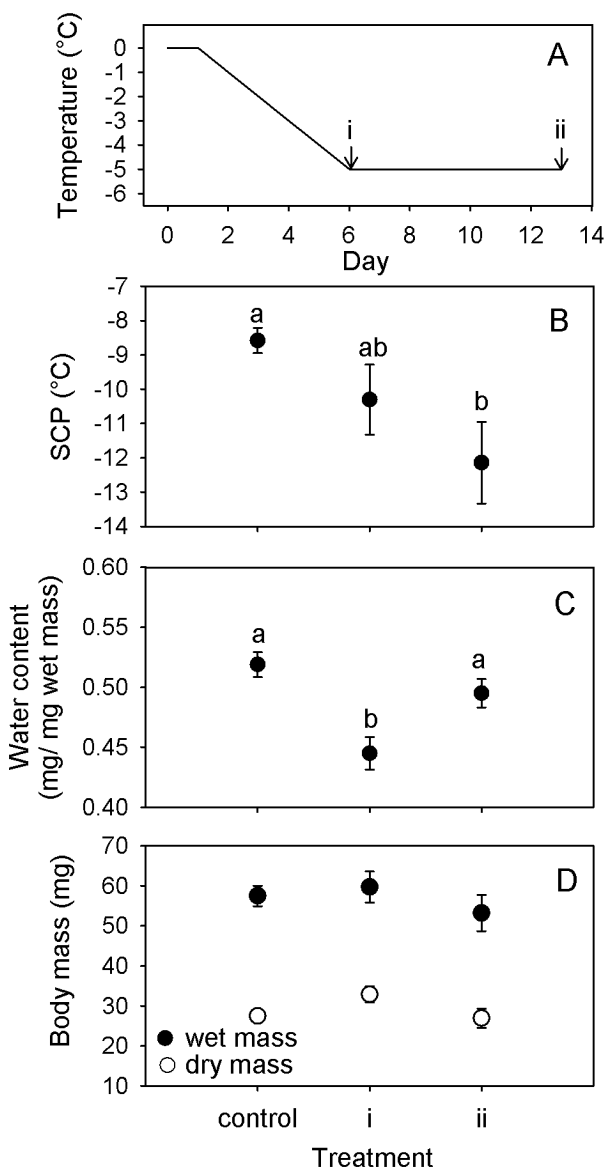 A
Temperature (°C)
0
-1
-2
-3
-4
-5
-6
i
ii
0 2 4 6 8 10 12 14
Day
B
SCP (°C)
-7
-8
-9
-10
-11
-12
-13
-14
a
ab
b
C
Water content
(mg/ mg wet mass)
0.60
0.55
0.50
0.45
0.40
a
b
a
D
Body mass (mg)
70
60
50
40
30
20
10
wet mass
dry mass
control i ii
Treatment